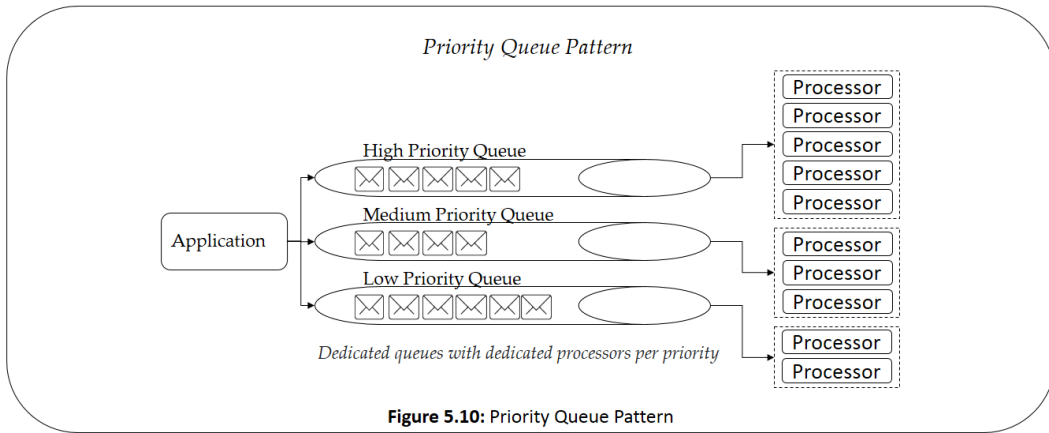 Priority Queue Pattern
Application
High Priority Queue
Medium Priority Queue
Low Priority Queue
Processor
Processor
Processor
Processor
Processor
Processor
Processor
Processor
Processor
Processor
Dedicated queues with dedicated processors per priority
Figure 5.10: Priority Queue Pattern